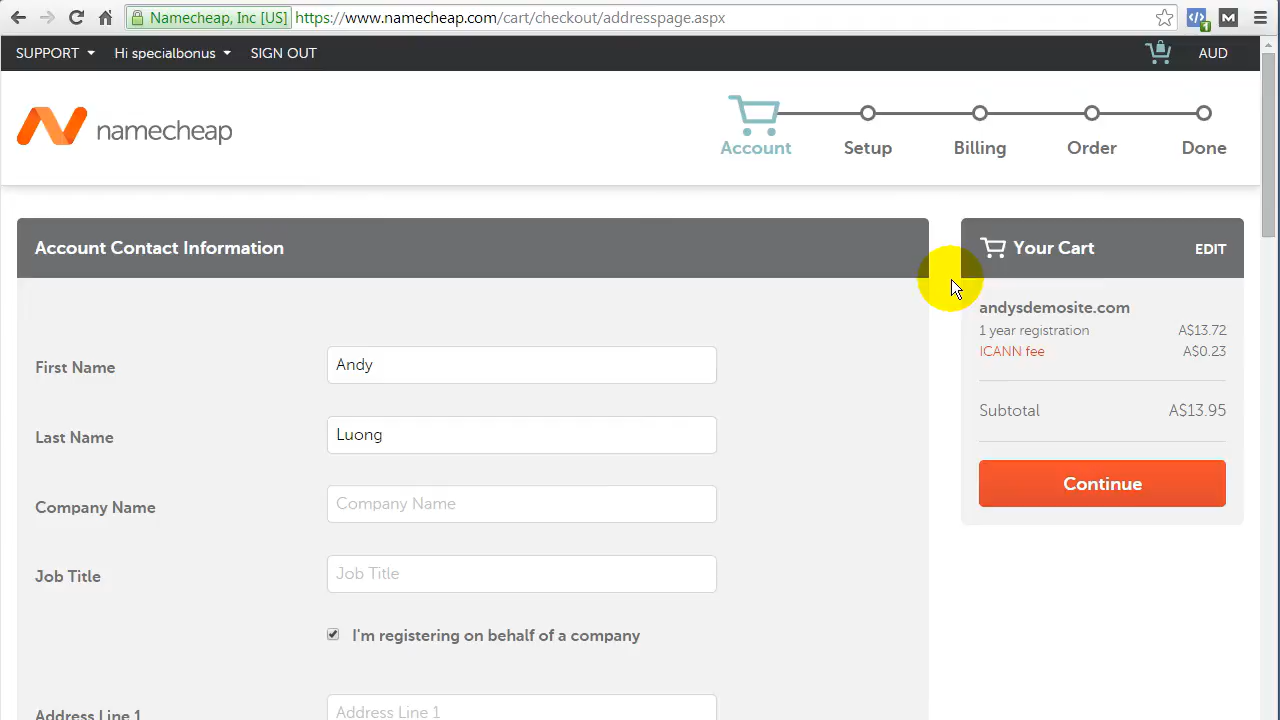 Namecheap, Inc [US] https://www.namecheap.com/cart/checkout/addresspage.aspx
1
M
SUPPORT Hi specialbonus SIGN OUT AUD
namecheap
Account Setup Billing Order Done
Account Contact Information
Your Cart EDIT
andysdemosite.com
1 year registration A$13.72
ICANN fee A$0.23
Subtotal A$13.95
Continue
First Name Andy
Last Name Luong
Company Name Company Name
Job Title Job Title
I'm registering on behalf of a company
Address Line 1 Address Line 1